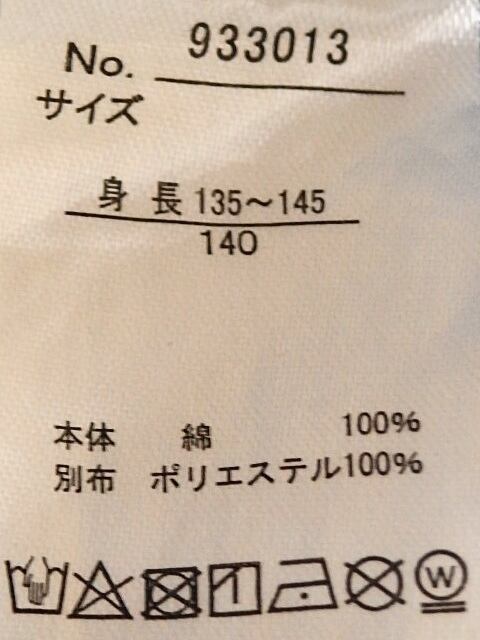 No. 933013
サイズ
身 長 135～145
140
本体 綿 100%
別布 ポリエステル100%
W